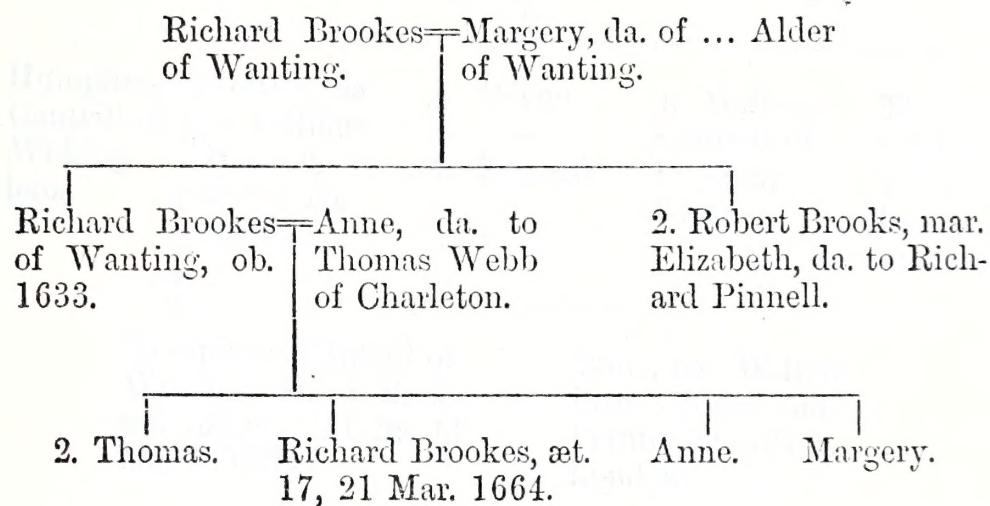 Richard Brookes=Margery, da. of ... Alder
of Wanting.
of Wanting.
Richard Brookes=Anne, da. to
of Wanting, ob.
Thomas Webb
1633.
of Charleton.
2. Robert Brooks, mar.
Elizabeth, da. to Rich-
ard Pinnell.
2. Thomas.
Richard Brookes, æt.
17, 21 Mar. 1664.
Anne.
Margery.